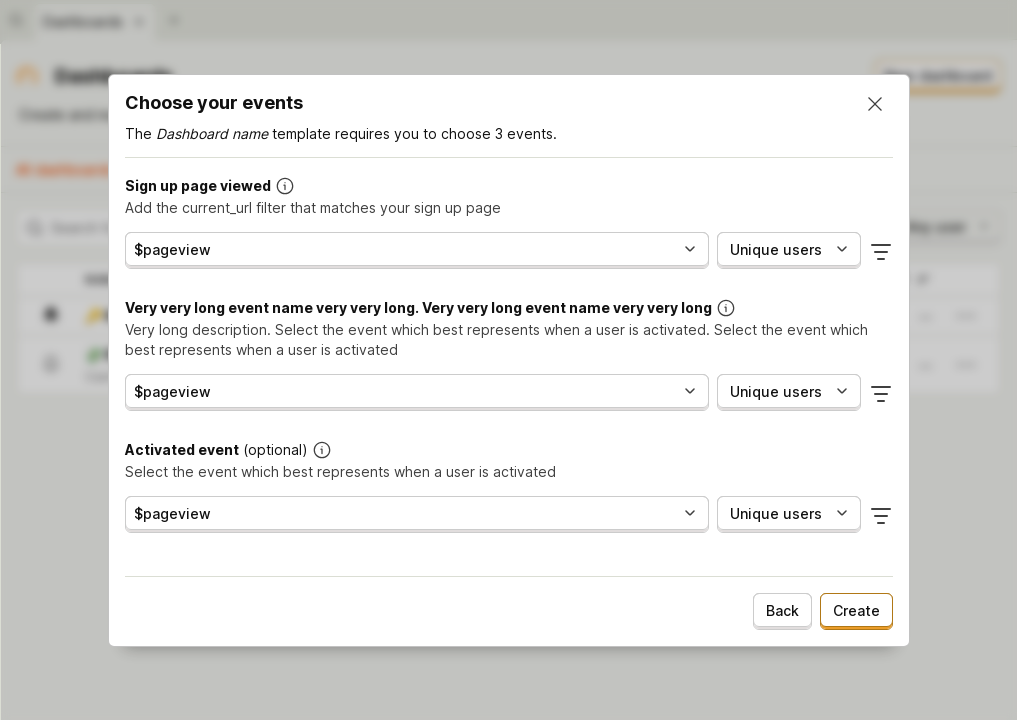 Dashboards
Choose your events
The Dashboard name template requires you to choose 3 events.
Sign up page viewed
Add the current_url filter that matches your sign up page
$pageview
Unique users
Very very long event name very very long. Very very long event name very very long
Very long description. Select the event which best represents when a user is activated. Select the event which
best represents when a user is activated
$pageview
Unique users
Activated event (optional)
Select the event which best represents when a user is activated
$pageview
Unique users
Back
Create